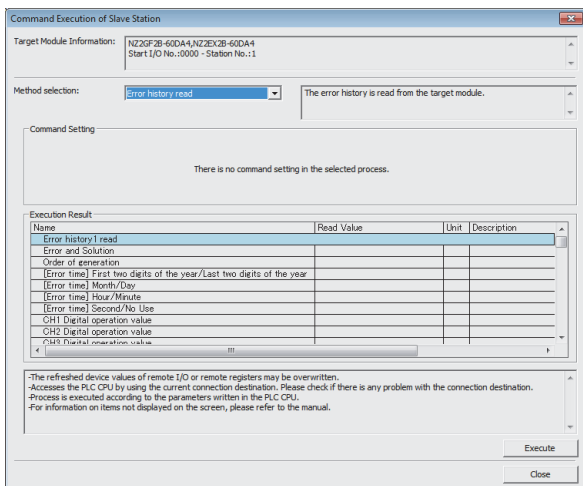 Command Execution of Slave Station
Target Module Information:
NZ2GF2B-60DA4,NZ2EX2B-60DA4
Start I/O No.:0000 - Station No.:1
Method selection:
Error history read
The error history is read from the target module.
Command Setting
There is no command setting in the selected process.
Execution Result
Name Read Value Unit Description
Error history1 read
Error and Solution
Order of generation
[Error time] First two digits of the year/Last two digits of the year
[Error time] Month/Day
[Error time] Hour/Minute
[Error time] Second/No Use
CH1 Digital operation value
CH2 Digital operation value
CH3 Digital operation value
-The refreshed device values of remote I/O or remote registers may be overwritten.
-Accesses the PLC CPU by using the current connection destination. Please check if there is any problem with the connection destination.
-Process is executed according to the parameters written in the PLC CPU.
-For information on items not displayed on the screen, please refer to the manual.
Execute
Close